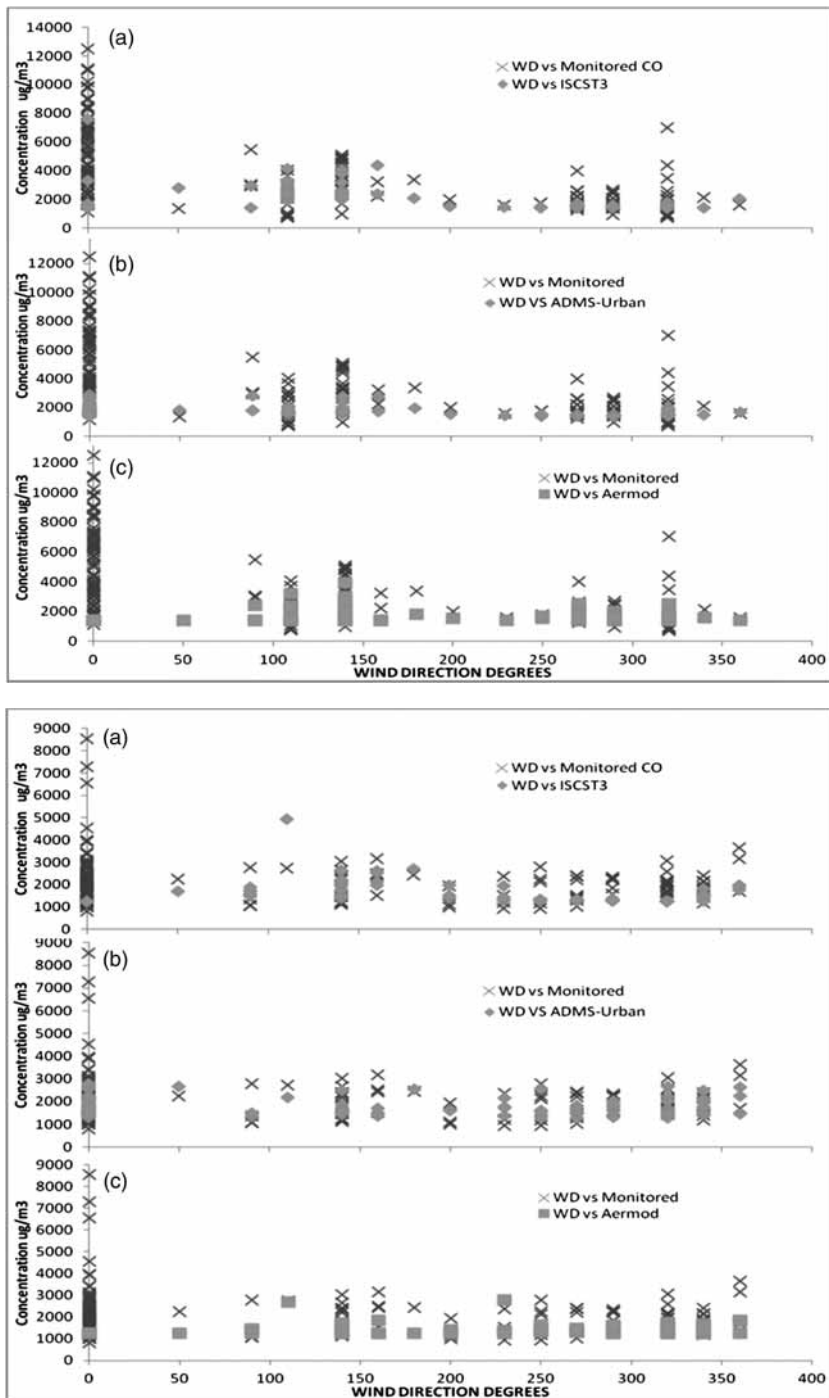 (a)
14000
12000
10000
8000
6000
4000
2000
0
Concentration ug/m3
WD vs Monitored CO
WD vs ISCST3
(b)
12000
10000
8000
6000
4000
2000
0
Concentration ug/m3
WD vs Monitored
WD VS ADMS-Urban
(c)
12000
10000
8000
6000
4000
2000
0
Concentration ug/m3
WD vs Monitored
WD vs Aermod
0 50 100 150 200 250 300 350 400
WIND DIRECTION DEGREES
(a)
9000
8000
7000
6000
5000
4000
3000
2000
1000
0
Concentration ug/m3
WD vs Monitored CO
WD vs ISCST3
(b)
9000
8000
7000
6000
5000
4000
3000
2000
1000
0
Concentration ug/m3
WD vs Monitored
WD VS ADMS-Urban
(c)
9000
8000
7000
6000
5000
4000
3000
2000
1000
0
Concentration ug/m3
WD vs Monitored
WD vs Aermod
0 50 100 150 200 250 300 350 400
WIND DIRECTION DEGREES